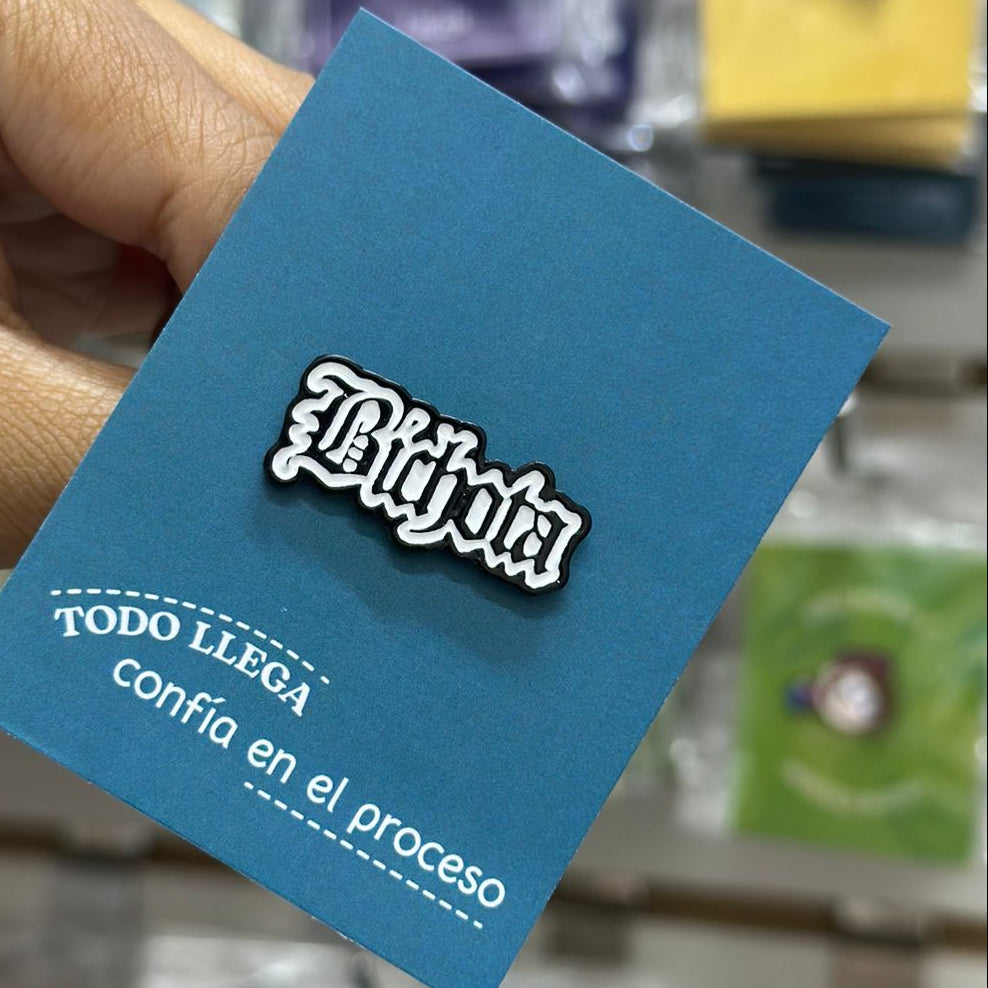 Bichota
TODO LLEGA
confía en el proceso